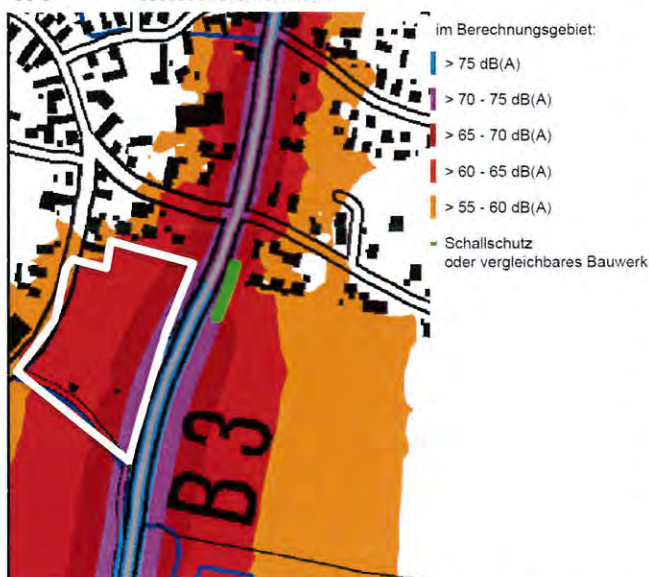 im Berechnungsgebiet:
> 75 dB(A)
> 70 - 75 dB(A)
> 65 - 70 dB(A)
> 60 - 65 dB(A)
> 55 - 60 dB(A)
Schallschutz
oder vergleichbares Bauwerk
B 3